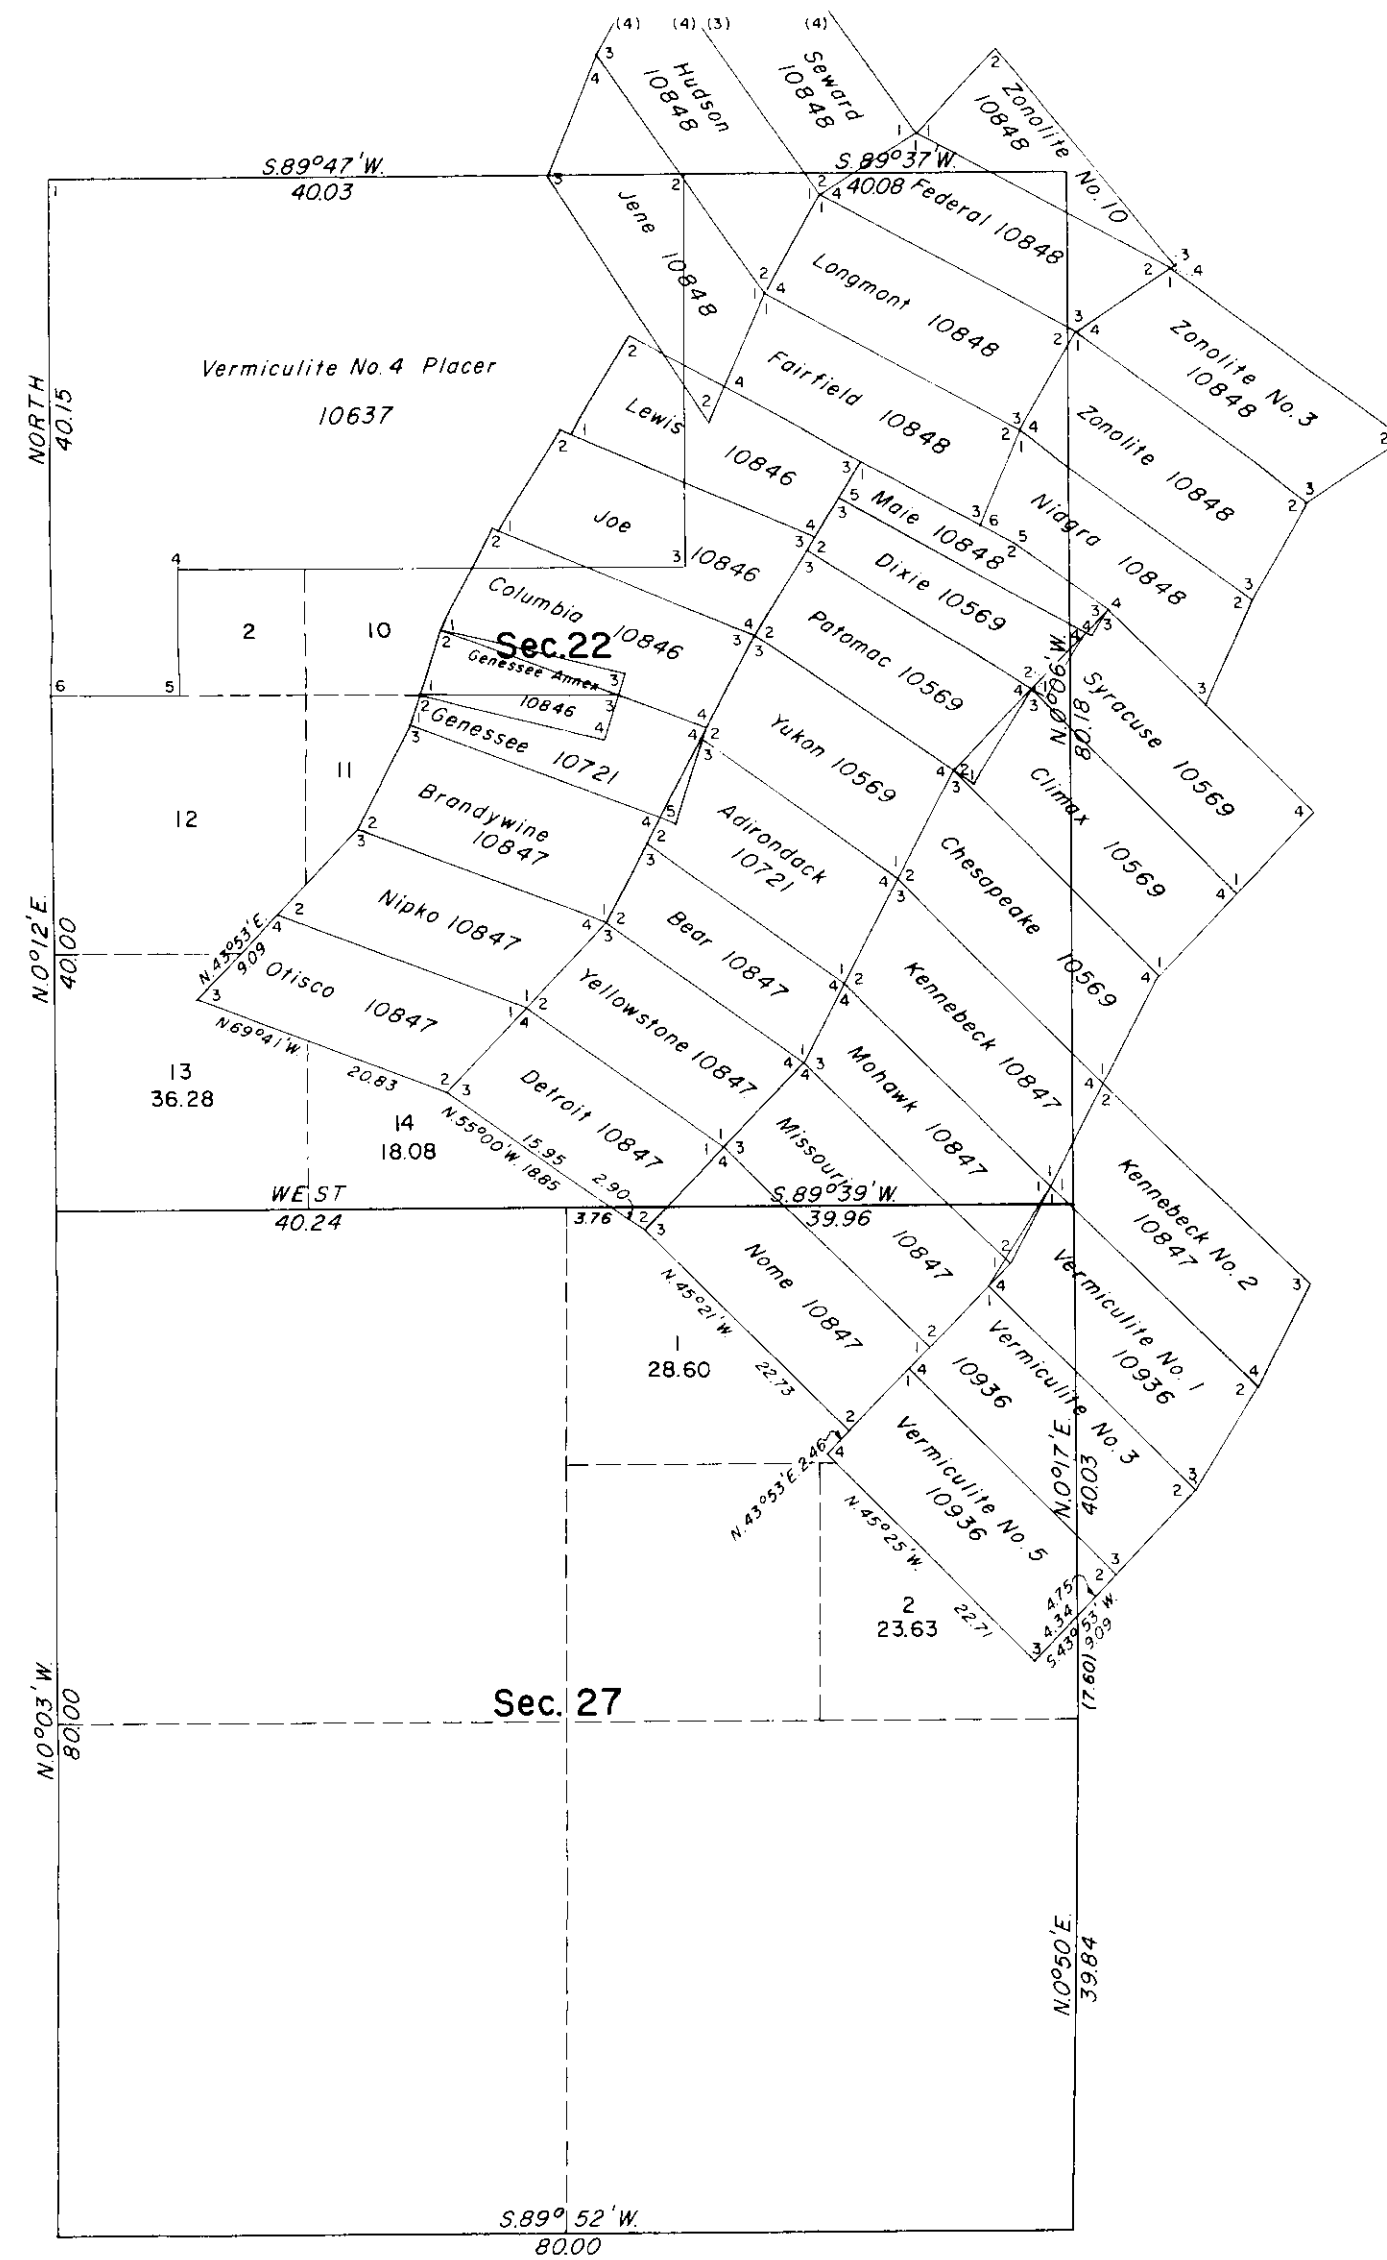 (4) (4) (3) (4)
Hudson
10848
Seward
10848
Zonolite No. 10
10848
S.89°47'W.
40.03
S.89°37'W.
40.08
Federal 10848
Jene 10848
Longmont 10848
Zonolite No. 3
10848
Vermiculite No. 4 Placer
10637
NORTH
40.15
Fairfield 10848
Zonolite 10848
Lewis 10846
Maie 10848
Niagra 10848
Joe 10846
Dixie 10569
Columbia 10846
Patomac 10569
2
10
Sec. 22
Genessee Annex
10846
N.0°06'W.
80.18
Syracuse 10569
Genessee 10721
Yukon 10569
Climax 10569
11
12
Brandywine
10847
Adirondack
10721
Chesapeake 10569
Nipko 10847
Bear 10847
N.0°12'E.
40.00
N.43°53'E.
9.09
Otisco 10847
Yellowstone 10847
Kennebeck 10847
N69°41'W.
20.83
13
36.28
14
18.08
Detroit 10847
Mohawk 10847
N.55°00'W. 18.85
15.95
2.90
Missouri 10847
WEST
40.24
3.76
S.89°39'W.
39.96
Kennebeck No. 2
10847
Nome 10847
N.45°21'W.
22.73
Vermiculite No. 1
10936
1
28.60
Vermiculite No. 3
10936
N.0°17'E.
40.03
N.43°53'E. 2.46
Vermiculite No. 5
10936
N.45°25'W.
22.71
2
23.63
4.75
4.34
S.43°53'W.
9.09
(7.60)
N.0°03'W.
80.00
Sec. 27
N.0°50'E.
39.84
S.89°52'W.
80.00